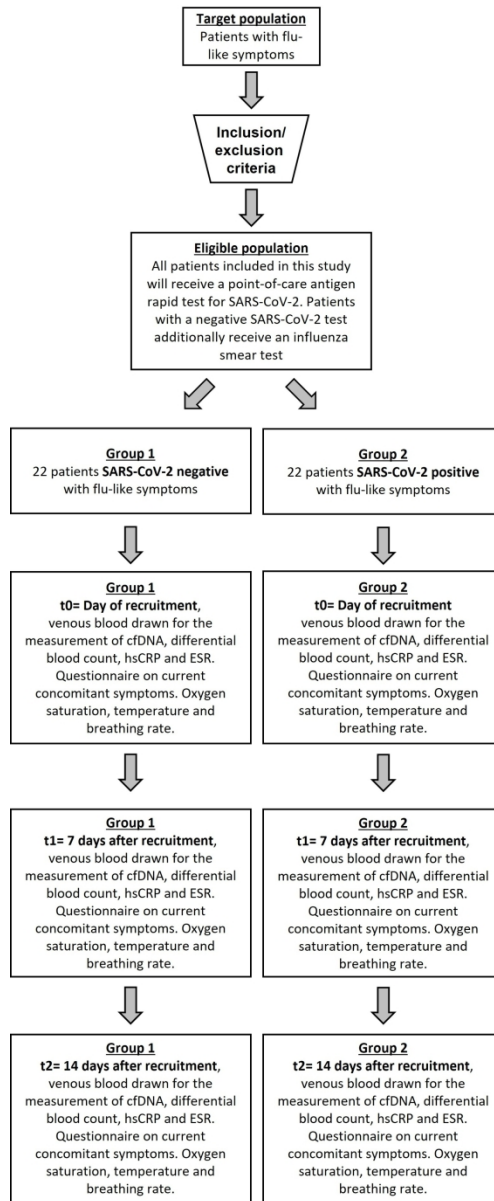 Target population
Patients with flu-
like symptoms
Inclusion/
exclusion
criteria
Eligible population
All patients included in this study
will receive a point-of-care antigen
rapid test for SARS-CoV-2. Patients
with a negative SARS-CoV-2 test
additionally receive an influenza
smear test
Group 1
22 patients SARS-CoV-2 negative
with flu-like symptoms
Group 2
22 patients SARS-CoV-2 positive
with flu-like symptoms
Group 1
t0= Day of recruitment,
venous blood drawn for the
measurement of cfDNA, differential
blood count, hsCRP and ESR.
Questionnaire on current
concomitant symptoms. Oxygen
saturation, temperature and
breathing rate.
Group 2
t0= Day of recruitment
venous blood drawn for the
measurement of cfDNA, differential
blood count, hsCRP and ESR.
Questionnaire on current
concomitant symptoms. Oxygen
saturation, temperature and
breathing rate.
Group 1
t1= 7 days after recruitment,
venous blood drawn for the
measurement of cfDNA, differential
blood count, hsCRP and ESR.
Questionnaire on current
concomitant symptoms. Oxygen
saturation, temperature and
breathing rate.
Group 2
t1= 7 days after recruitment,
venous blood drawn for the
measurement of cfDNA, differential
blood count, hsCRP and ESR.
Questionnaire on current
concomitant symptoms. Oxygen
saturation, temperature and
breathing rate.
Group 1
t2= 14 days after recruitment,
venous blood drawn for the
measurement of cfDNA, differential
blood count, hsCRP and ESR.
Questionnaire on current
concomitant symptoms. Oxygen
saturation, temperature and
breathing rate.
Group 2
t2= 14 days after recruitment,
venous blood drawn for the
measurement of cfDNA, differential
blood count, hsCRP and ESR.
Questionnaire on current
concomitant symptoms. Oxygen
saturation, temperature and
breathing rate.